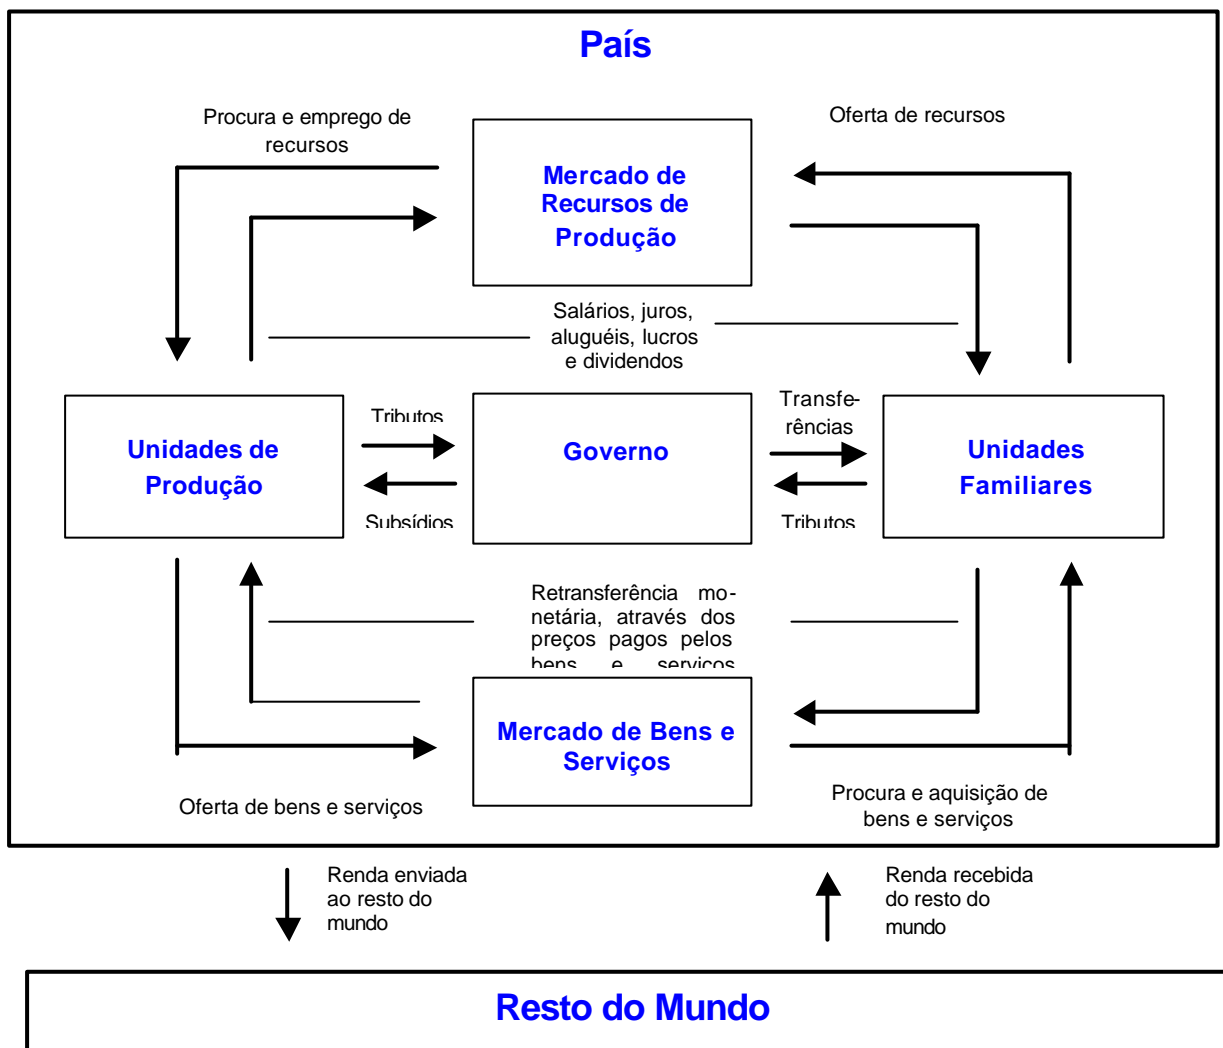 País
Procura e emprego de
recursos
Oferta de recursos
Mercado de
Recursos de
Produção
Salários, juros,
aluguéis, lucros
e dividendos
Unidades de
Produção
Tributos
Subsídios
Governo
Transfe-
rências
Tributos
Unidades
Familiares
Retransferência mo-
netária, através dos
preços pagos pelos
bens e serviços
Mercado de Bens e
Serviços
Oferta de bens e serviços
Procura e aquisição de
bens e serviços
Renda enviada
ao resto do
mundo
Renda recebida
do resto do
mundo
Resto do Mundo